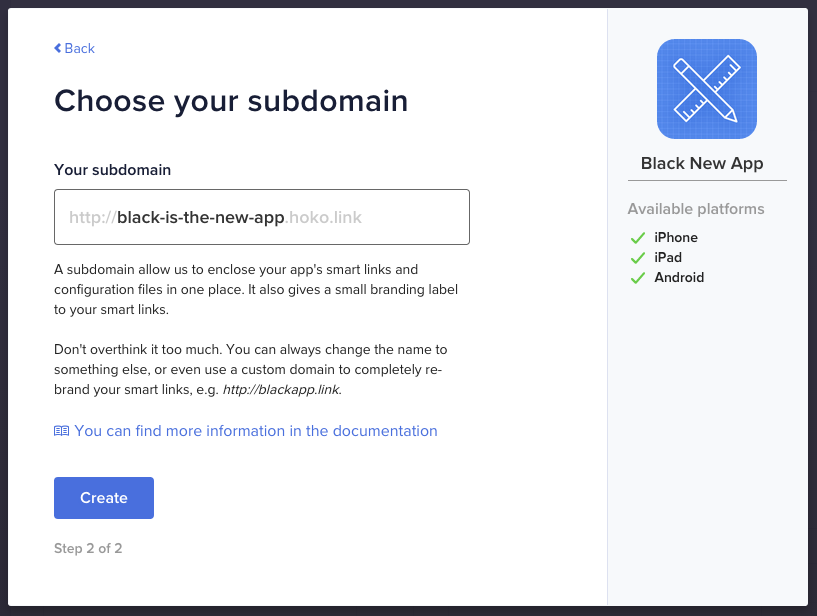 Back
Choose your subdomain
Your subdomain
http://black-is-the-new-app.hoko.link
A subdomain allow us to enclose your app's smart links and
configuration files in one place. It also gives a small branding label
to your smart links.
Don't overthink it too much. You can always change the name to
something else, or even use a custom domain to completely re-
brand your smart links, e.g. http://blackapp.link.
You can find more information in the documentation
Create
Step 2 of 2
Black New App
Available platforms
iPhone
iPad
Android